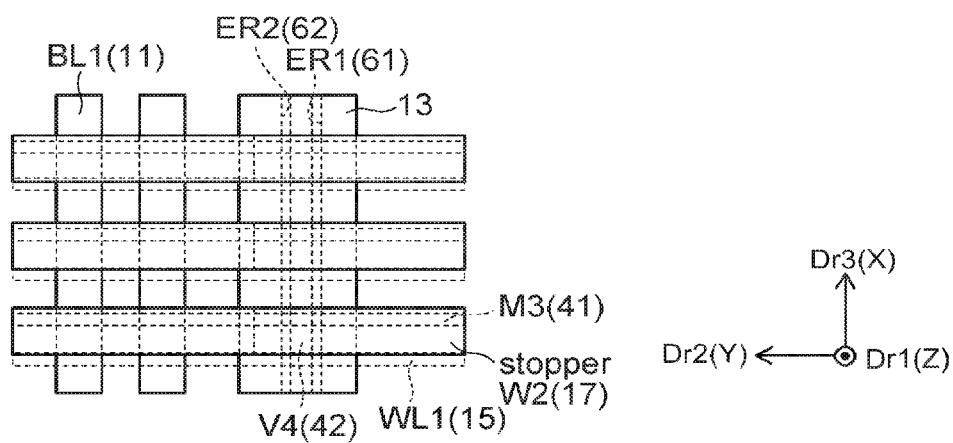 ER2(62)
BL1(11)
ER1(61)
13
Dr3(X)
M3(41)
Dr2(Y)
Dr1(Z)
stopper
W2(17)
WL1(15)
V4(42)